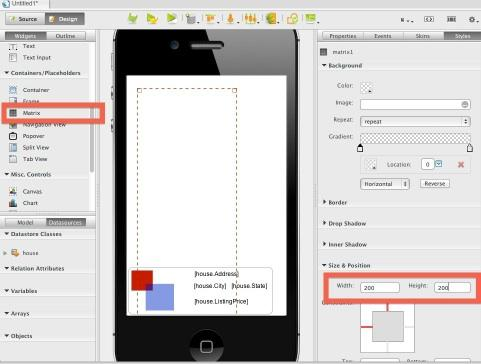 Untitled1*
Source
Design
Widgets
Outline
Text
Text Input
Containers/Placeholders
Container
Frame
Matrix
Navigation View
Popover
Split View
Tab View
Misc. Controls
Canvas
Chart
Model
Datasources
Datastore Classes
house
Relation Attributes
Variables
Arrays
Objects
[house.Address]
[house.City]
[house.State]
[house.ListingPrice]
Properties
Events
Skins
Styles
matrix1
Background
Color:
Image:
Repeat:
repeat
Gradient:
Location:
0
Horizontal
Reverse
Border
Drop Shadow
Inner Shadow
Size & Position
Width:
200
Height:
200